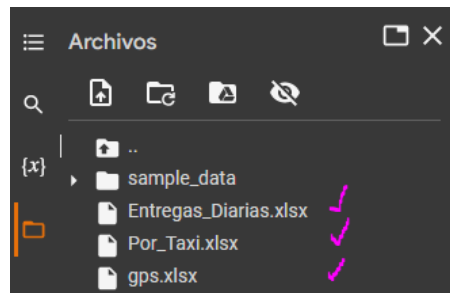 Archivos
{x}
..
sample_data
Entregas_Diarias.xlsx
Por_Taxi.xlsx
gps.xlsx